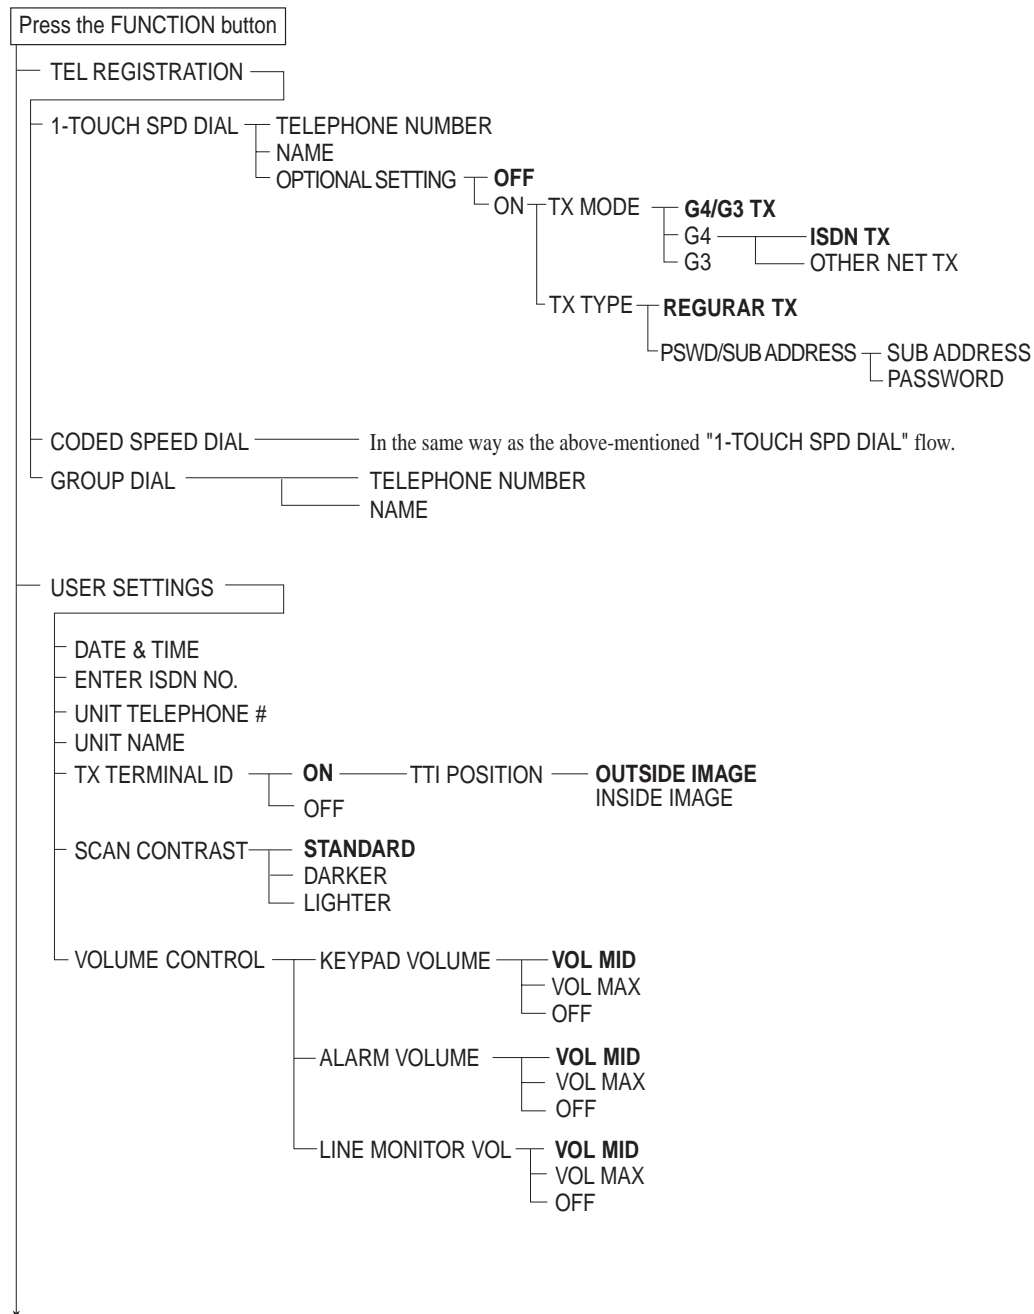 Press the FUNCTION button
TEL REGISTRATION
1-TOUCH SPD DIAL TELEPHONE NUMBER
NAME
OPTIONAL SETTING OFF
ON TX MODE G4/G3 TX
G4 ISDN TX
G3 OTHER NET TX
TX TYPE REGURAR TX
PSWD/SUB ADDRESS SUB ADDRESS
PASSWORD
CODED SPEED DIAL In the same way as the above-mentioned "1-TOUCH SPD DIAL" flow.
GROUP DIAL TELEPHONE NUMBER
NAME
USER SETTINGS
DATE & TIME
ENTER ISDN NO.
UNIT TELEPHONE #
UNIT NAME
TX TERMINAL ID ON TTI POSITION OUTSIDE IMAGE
INSIDE IMAGE
OFF
SCAN CONTRAST STANDARD
DARKER
LIGHTER
VOLUME CONTROL KEYPAD VOLUME VOL MID
VOL MAX
OFF
ALARM VOLUME VOL MID
VOL MAX
OFF
LINE MONITOR VOL VOL MID
VOL MAX
OFF